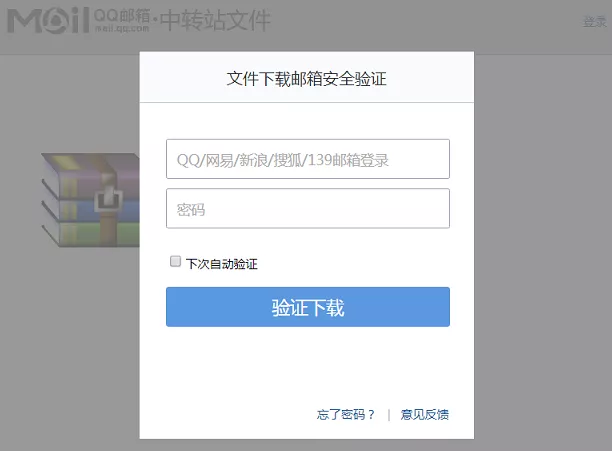 Mail QQ邮箱·中转站文件
mail.qq.com
登录
文件下载邮箱安全验证
QQ/网易/新浪/搜狐/139邮箱登录
密码
下次自动验证
验证下载
忘了密码？ | 意见反馈